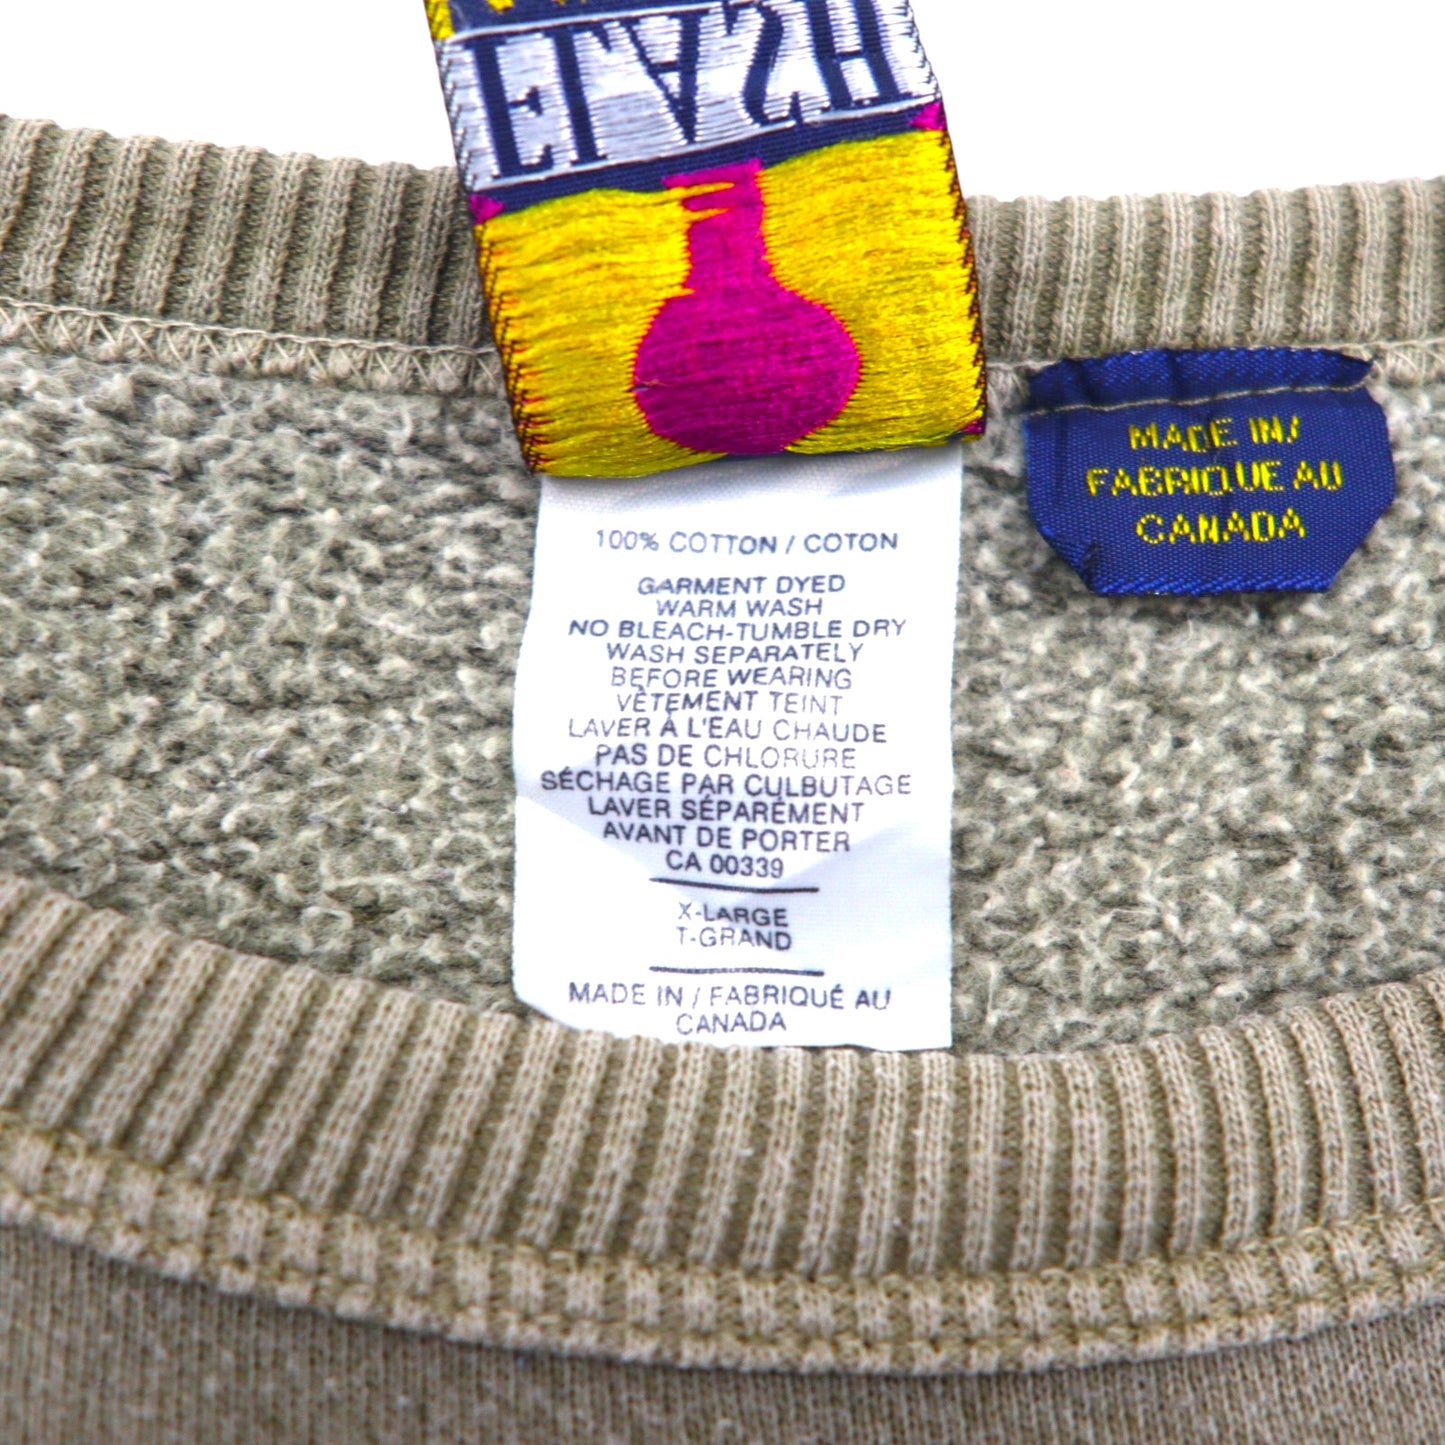 100% COTTON / COTON
GARMENT DYED
WARM WASH
NO BLEACH-TUMBLE DRY
WASH SEPARATELY
BEFORE WEARING
VÊTEMENT TEINT
LAVER À L'EAU CHAUDE
PAS DE CHLORURE
SÉCHAGE PAR CULBUTAGE
LAVER SÉPARÉMENT
AVANT DE PORTER
CA 00339
X-LARGE
T-GRAND
MADE IN / FABRIQUÉ AU
CANADA
MADE IN/
FABRIQUE AU
CANADA